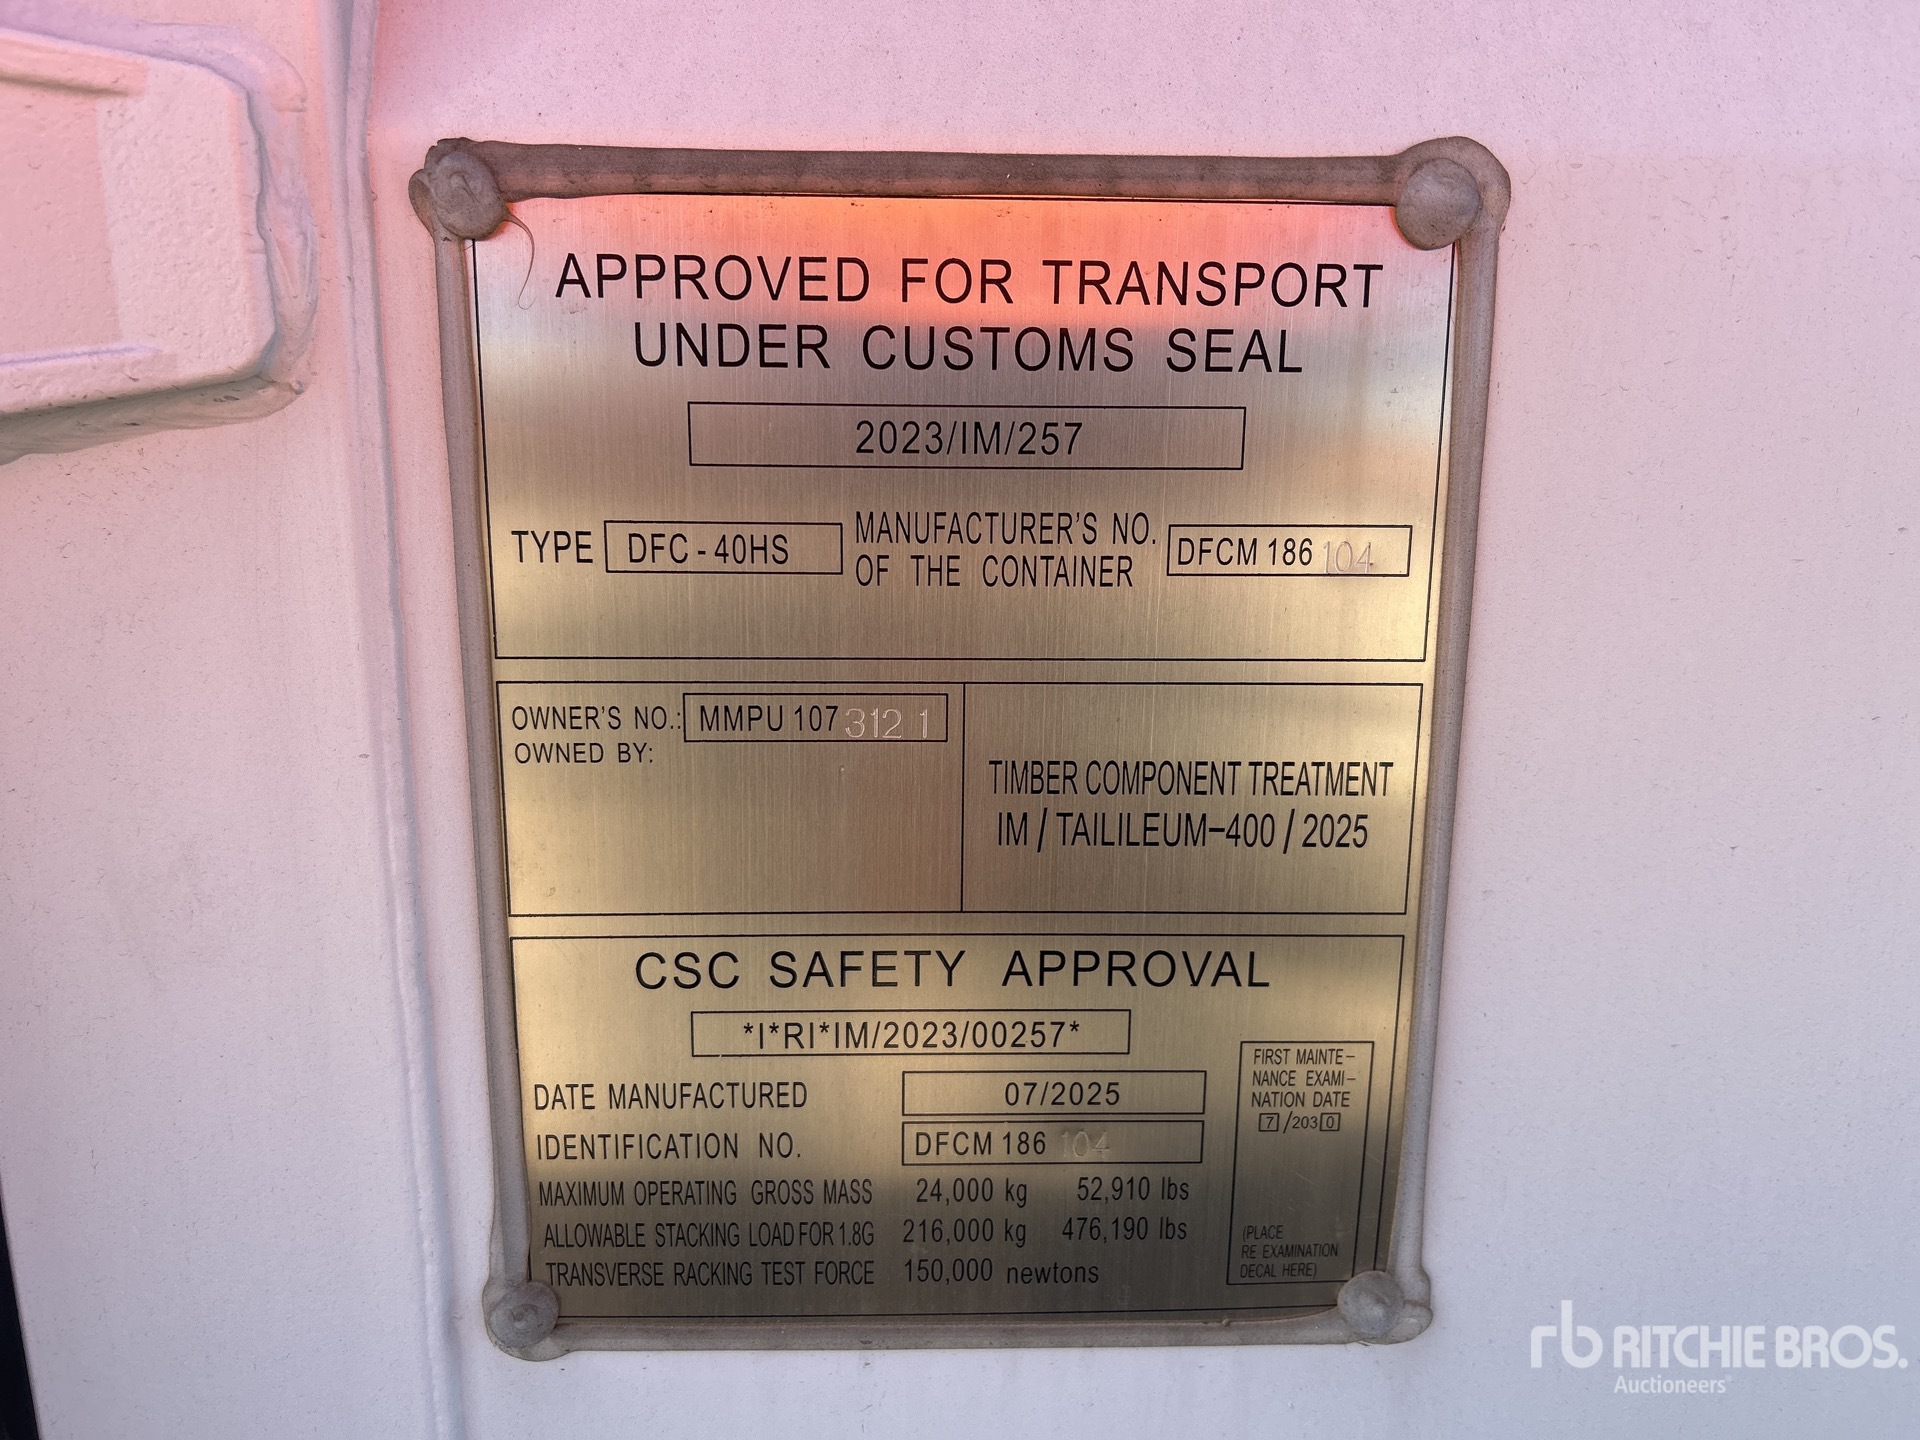 APPROVED FOR TRANSPORT
UNDER CUSTOMS SEAL
2023/IM/257
TYPE DFC - 40HS MANUFACTURER'S NO. OF THE CONTAINER DFCM 186 104
OWNER'S NO.: MMPU 107 312 1
OWNED BY:
TIMBER COMPONENT TREATMENT
IM / TAILILEUM-400 / 2025
CSC SAFETY APPROVAL
*I*RI*IM/2023/00257*
DATE MANUFACTURED 07/2025
IDENTIFICATION NO. DFCM 186 104
MAXIMUM OPERATING GROSS MASS 24,000 kg 52,910 lbs
ALLOWABLE STACKING LOAD FOR 1.8G 216,000 kg 476,190 lbs
TRANSVERSE RACKING TEST FORCE 150,000 newtons
FIRST MAINTE-
NANCE EXAMI-
NATION DATE
7/2030
(PLACE
RE EXAMINATION
DECAL HERE)
rb RITCHIE BROS.
Auctioneers